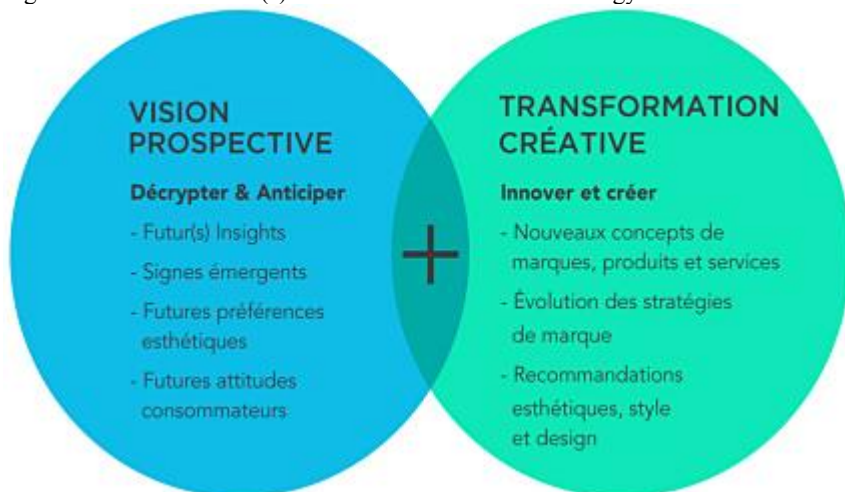 VISION
PROSPECTIVE
Décrypter & Anticiper
- Futur(s) Insights
- Signes émergents
- Futures préférences
esthétiques
- Futures attitudes
consommateurs
+
TRANSFORMATION
CRÉATIVE
Innover et créer
- Nouveaux concepts de
marques, produits et services
- Évolution des stratégies
de marque
- Recommandations
esthétiques, style
et design